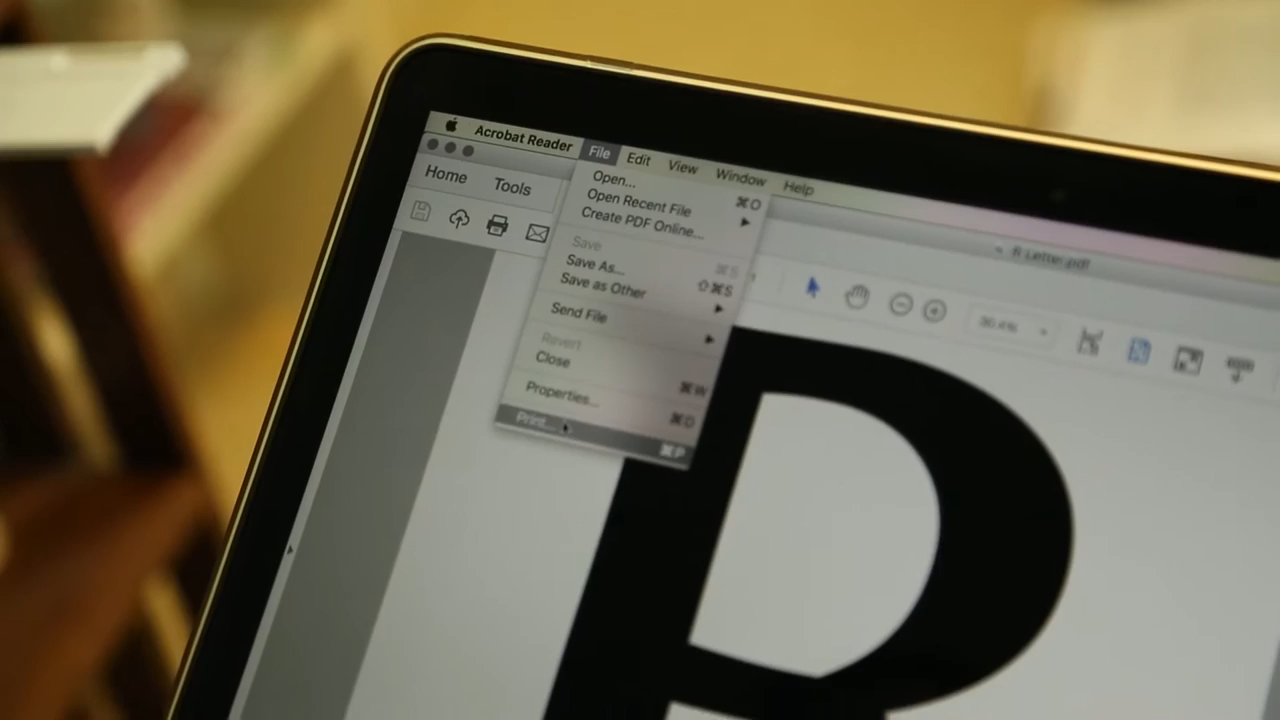 Acrobat Reader File Edit View Window Help
Home Tools
Open... ⌘O
Open Recent File
Create PDF Online...
Save ⌘S
Save As... ⇧⌘S
Save as Other
Send File
Revert
Close ⌘W
Properties... ⌘D
Print... ⌘P
R Letter.pdf
R